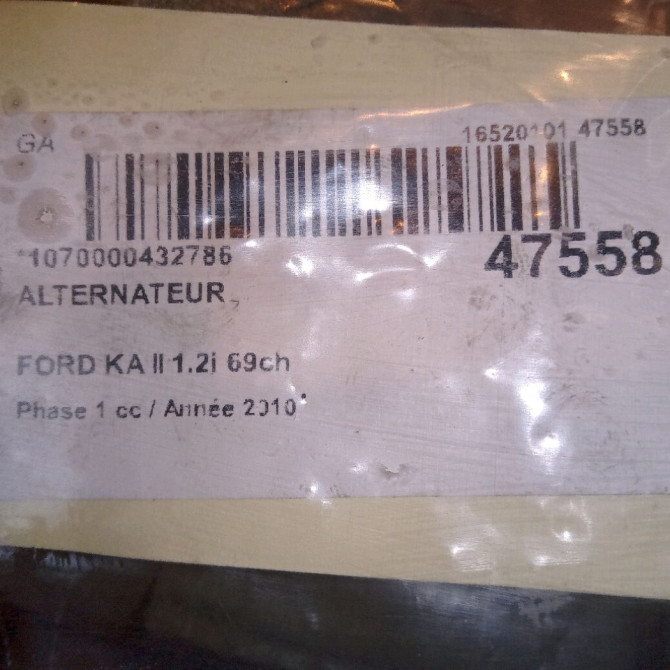 GA
16520101 47558
*1070000432786
47558
ALTERNATEUR
FORD KA II 1.2i 69ch
Phase 1 cc / Année 2010